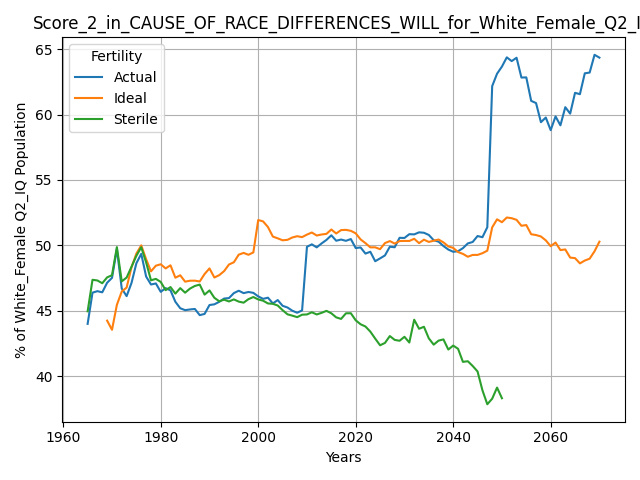 Score_2_in_CAUSE_OF_RACE_DIFFERENCES_WILL_for_White_Female_Q2_I
65
60
55
50
45
40
% of White_Female Q2_IQ Population
Fertility
Actual
Ideal
Sterile
1960 1980 2000 2020 2040 2060
Years